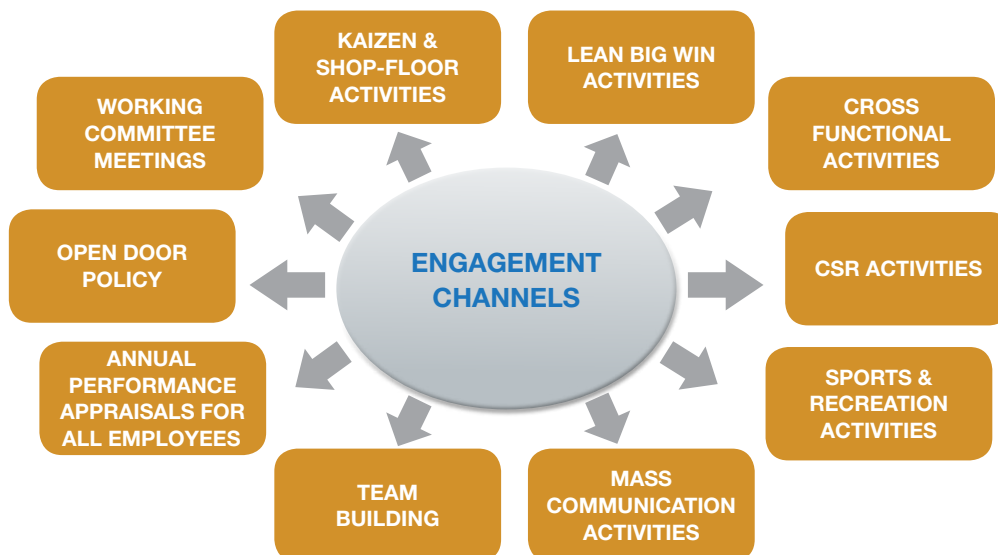 KAIZEN &
SHOP-FLOOR
ACTIVITIES
LEAN BIG WIN
ACTIVITIES
WORKING
COMMITTEE
MEETINGS
CROSS
FUNCTIONAL
ACTIVITIES
OPEN DOOR
POLICY
ENGAGEMENT
CHANNELS
CSR ACTIVITIES
ANNUAL
PERFORMANCE
APPRAISALS FOR
ALL EMPLOYEES
SPORTS &
RECREATION
ACTIVITIES
TEAM
BUILDING
MASS
COMMUNICATION
ACTIVITIES